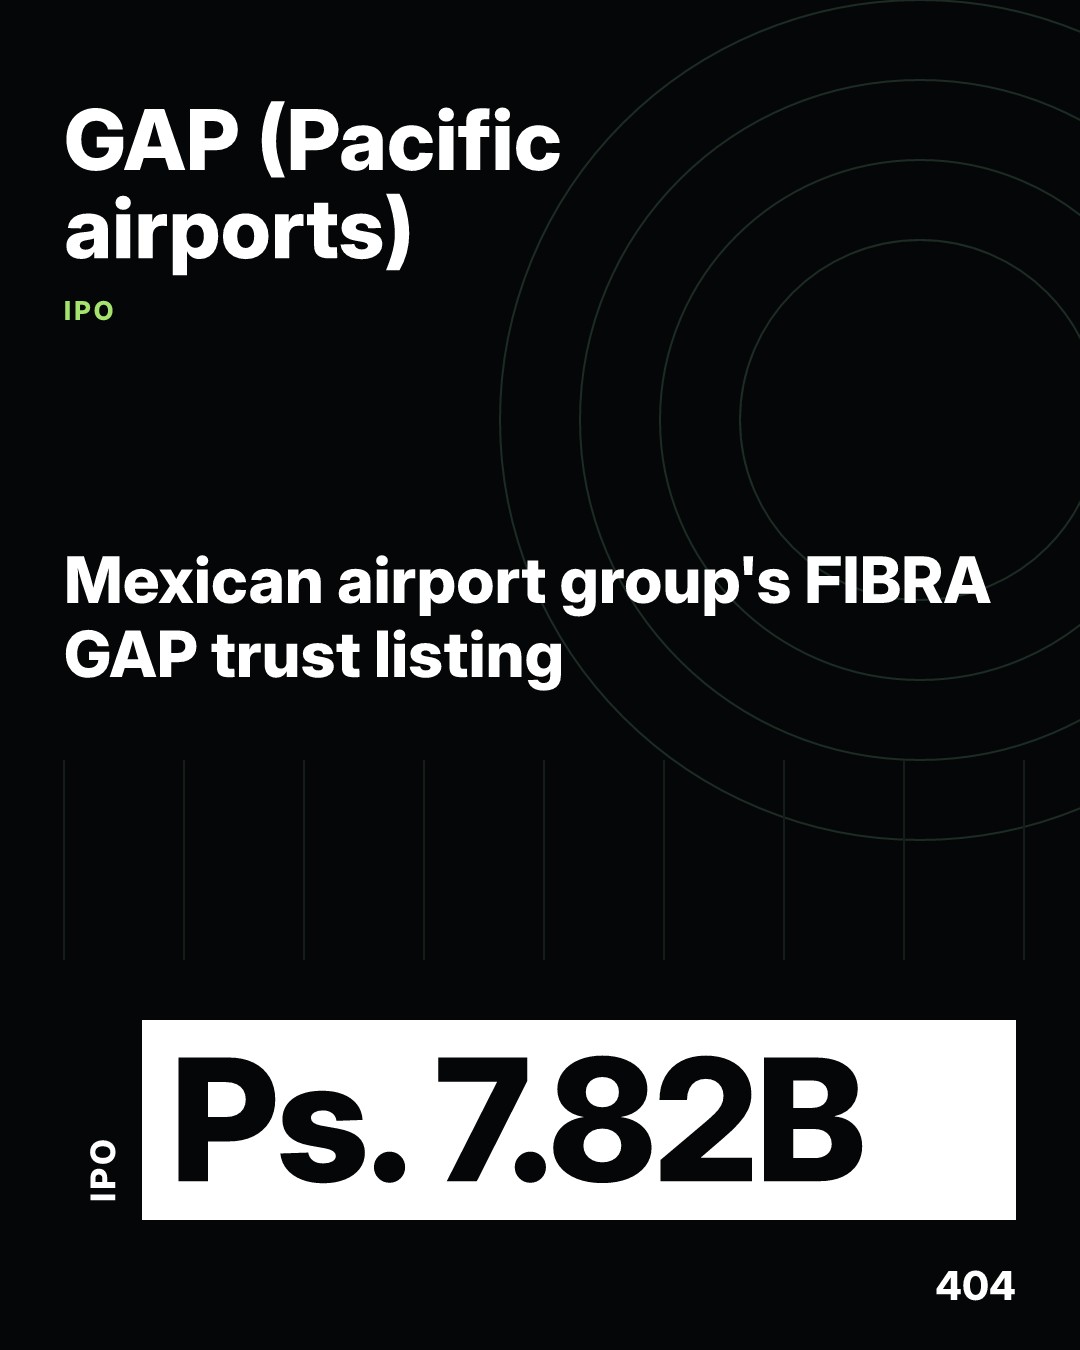 GAP (Pacific
airports)
IPO
Mexican airport group's FIBRA
GAP trust listing
IPO
Ps. 7.82B
404